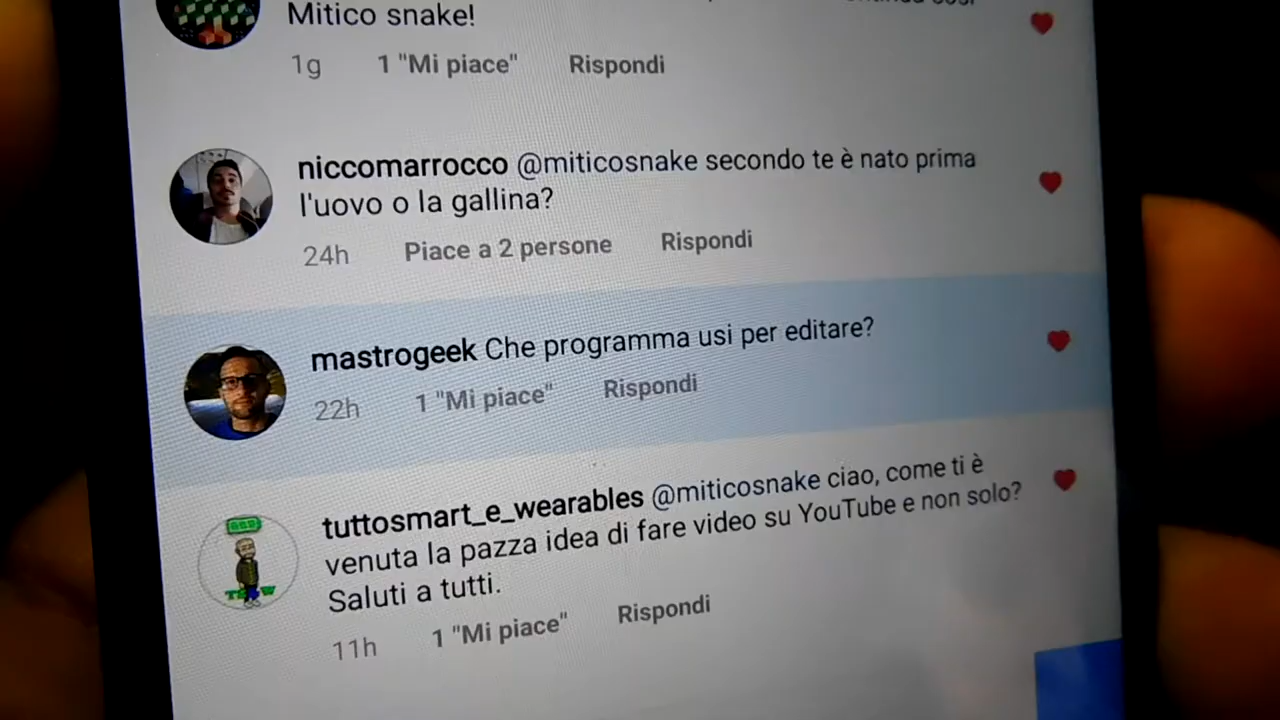 Mitico snake!
1g 1 "Mi piace" Rispondi
niccomarrocco @miticosnake secondo te è nato prima
l'uovo o la gallina?
24h Piace a 2 persone Rispondi
mastrogeek Che programma usi per editare?
22h 1 "Mi piace" Rispondi
tuttosmart_e_wearables @miticosnake ciao, come ti è
venuta la pazza idea di fare video su YouTube e non solo?
Saluti a tutti.
11h 1 "Mi piace" Rispondi